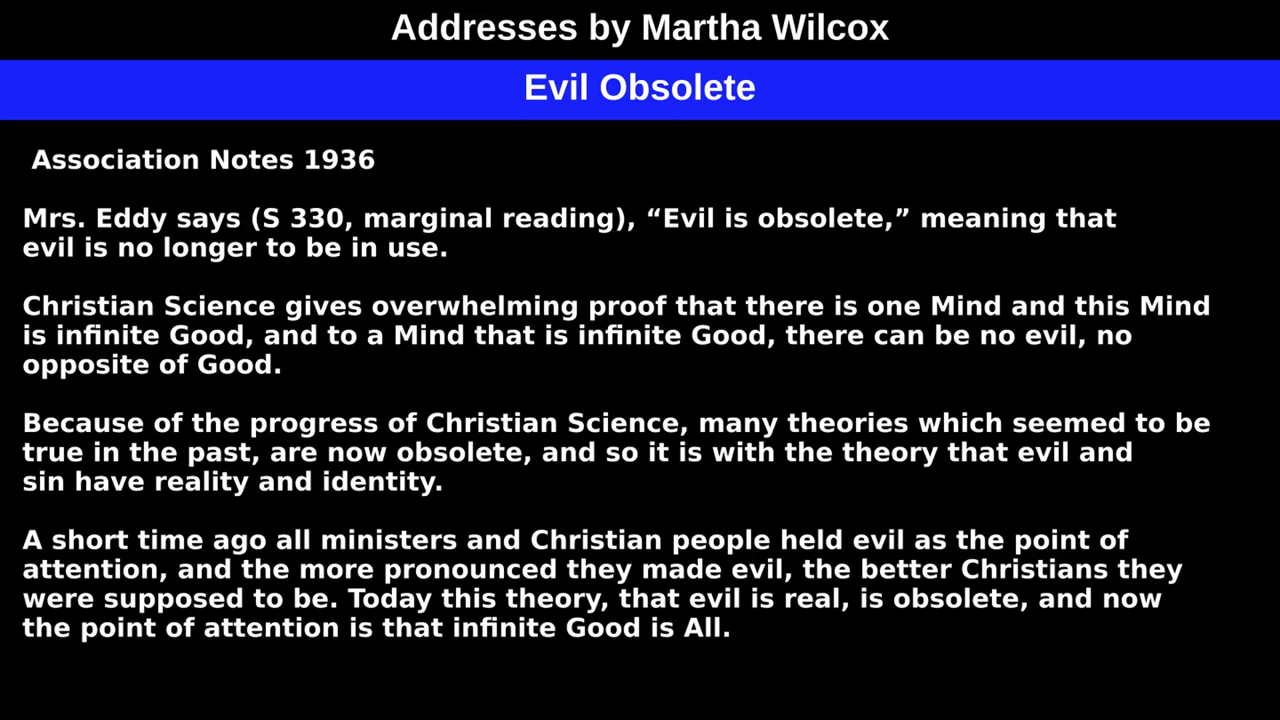 Addresses by Martha Wilcox
Evil Obsolete
Association Notes 1936
Mrs. Eddy says (S 330, marginal reading), “Evil is obsolete,” meaning that
evil is no longer to be in use.
Christian Science gives overwhelming proof that there is one Mind and this Mind
is infinite Good, and to a Mind that is infinite Good, there can be no evil, no
opposite of Good.
Because of the progress of Christian Science, many theories which seemed to be
true in the past, are now obsolete, and so it is with the theory that evil and
sin have reality and identity.
A short time ago all ministers and Christian people held evil as the point of
attention, and the more pronounced they made evil, the better Christians they
were supposed to be. Today this theory, that evil is real, is obsolete, and now
the point of attention is that infinite Good is All.